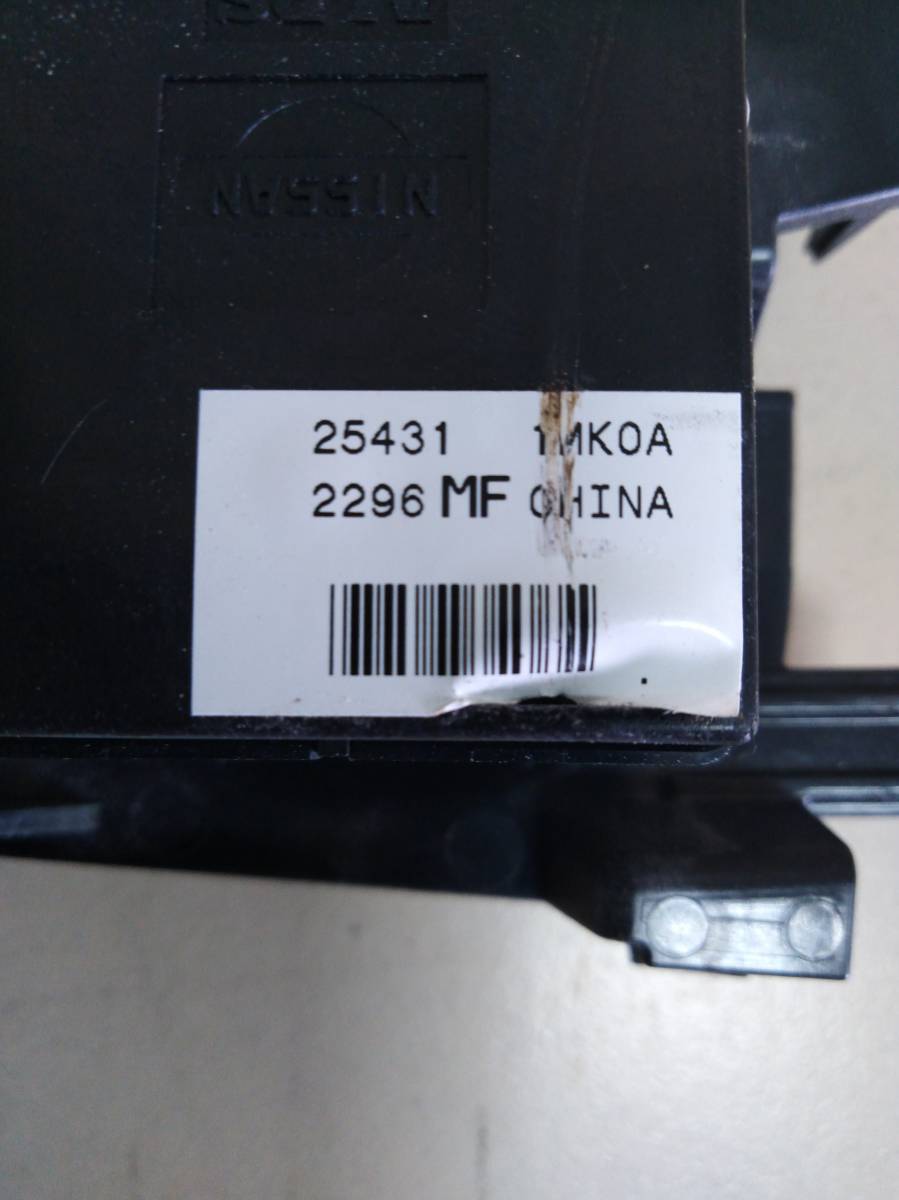 NISSAN
25431 1MK0A
2296 MF CHINA